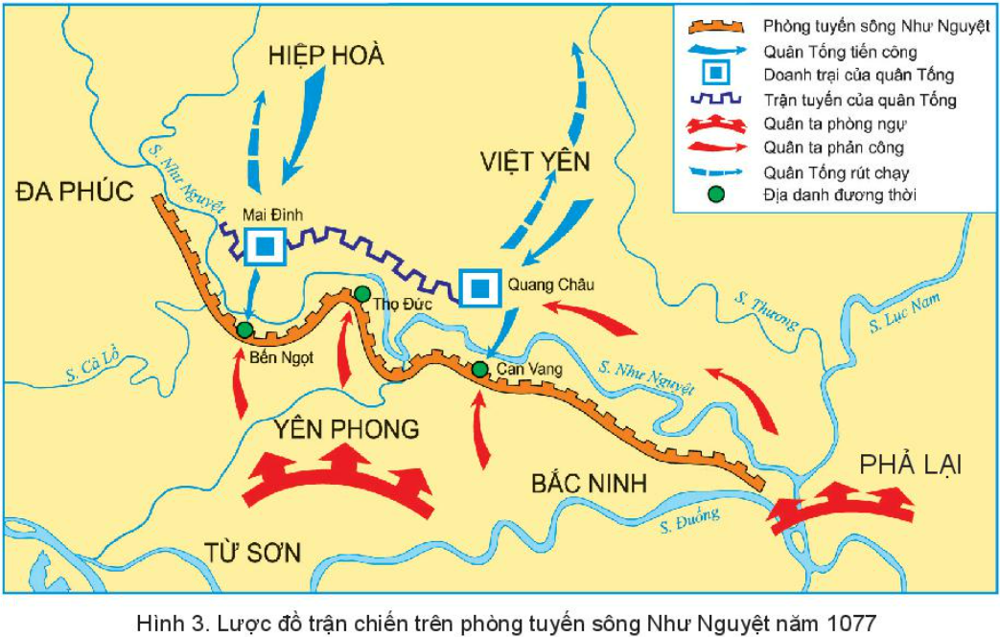 Phòng tuyến sông Như Nguyệt
Quân Tống tiến công
Doanh trại của quân Tống
Trận tuyến của quân Tống
Quân ta phòng ngự
Quân ta phản công
Quân Tống rút chạy
Địa danh đương thời
HIỆP HOÀ
VIỆT YÊN
ĐA PHÚC
S. Như Nguyệt
Mai Đình
Quang Châu
Thọ Đức
S. Thương
S. Lục Nam
Bến Ngọt
S. Cà Lồ
Can Vang
S. Như Nguyệt
YÊN PHONG
BẮC NINH
PHẢ LẠI
S. Đuống
TỪ SƠN
Hình 3. Lược đồ trận chiến trên phòng tuyến sông Như Nguyệt năm 1077